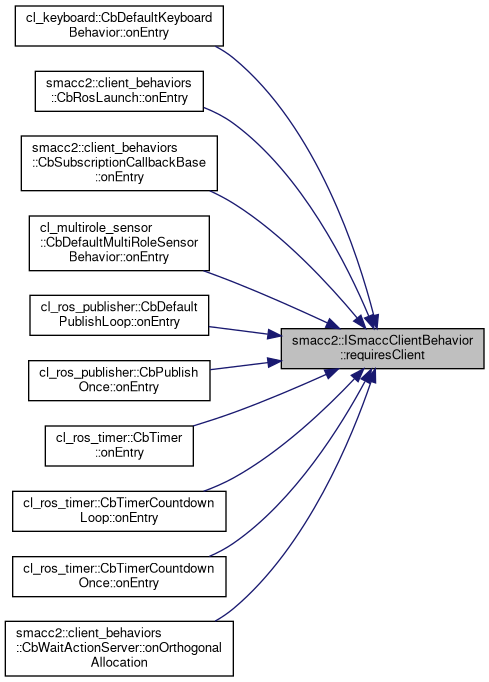 cl_keyboard::CbDefaultKeyboard
Behavior::onEntry
smacc2::client_behaviors
::CbRosLaunch::onEntry
smacc2::client_behaviors
::CbSubscriptionCallbackBase
::onEntry
cl_multirole_sensor
::CbDefaultMultiRoleSensor
Behavior::onEntry
cl_ros_publisher::CbDefault
PublishLoop::onEntry
smacc2::ISmaccClientBehavior
::requiresClient
cl_ros_publisher::CbPublish
Once::onEntry
cl_ros_timer::CbTimer
::onEntry
cl_ros_timer::CbTimerCountdown
Loop::onEntry
cl_ros_timer::CbTimerCountdown
Once::onEntry
smacc2::client_behaviors
::CbWaitActionServer::onOrthogonal
Allocation